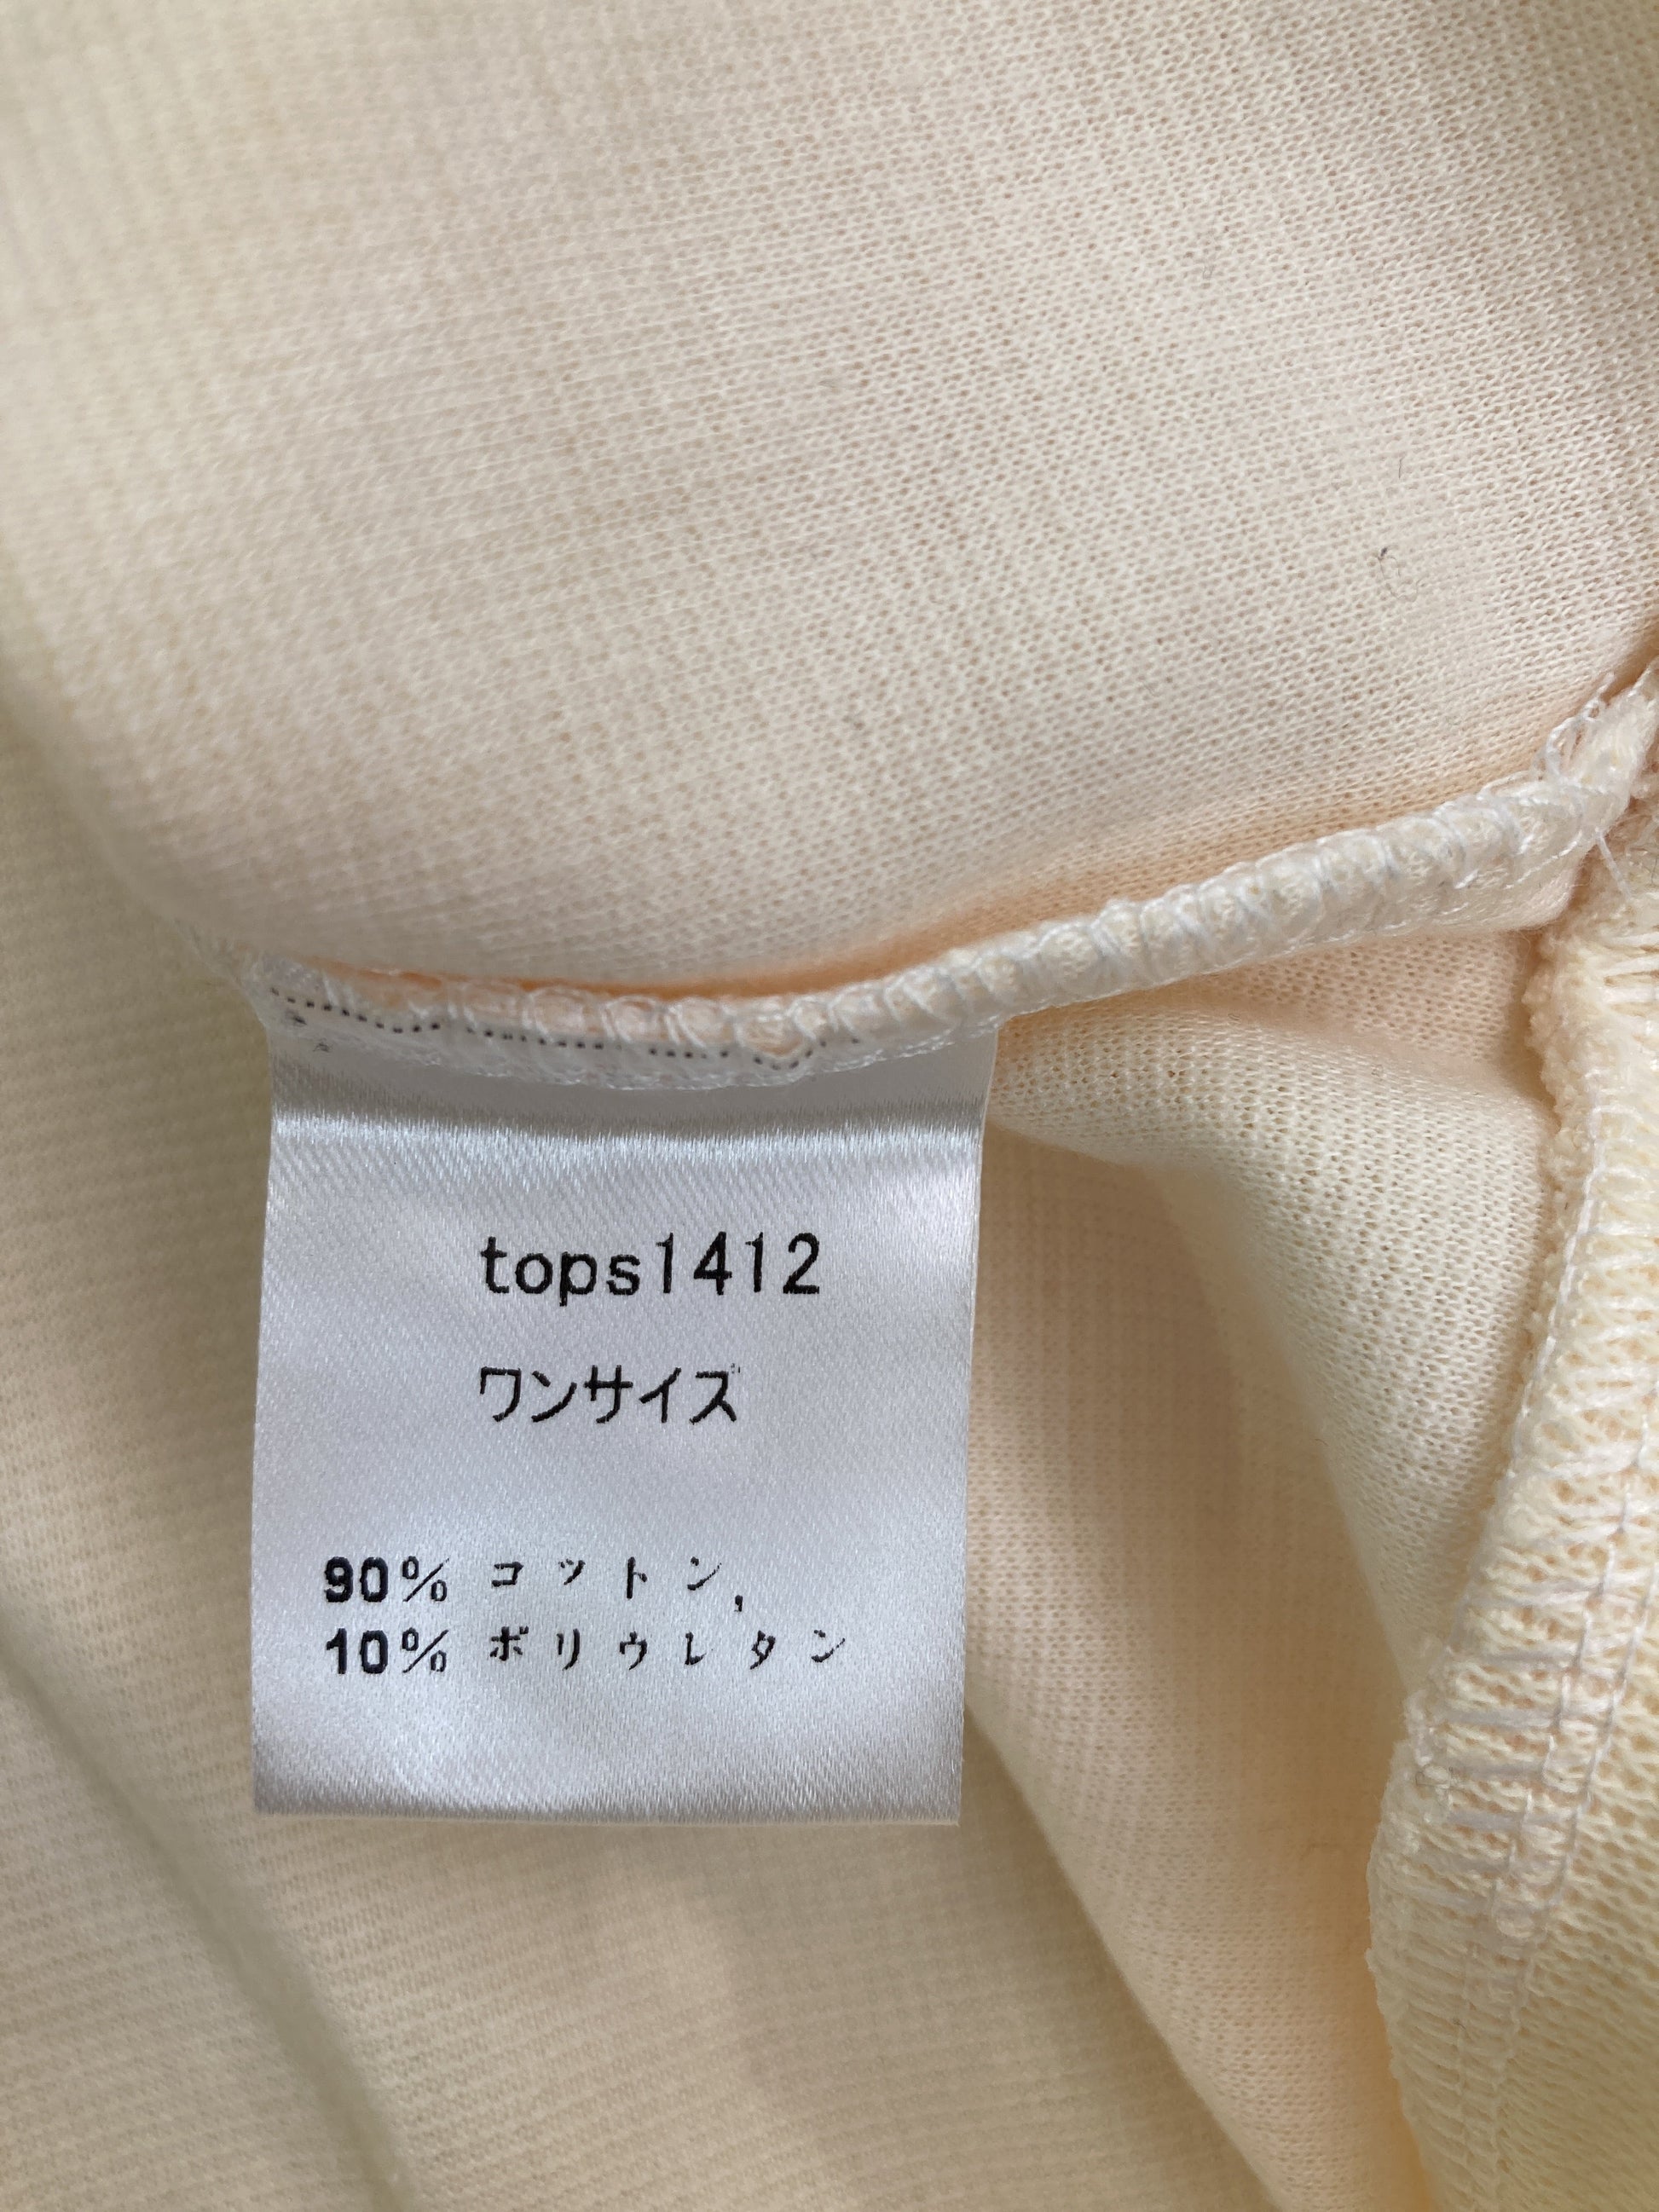 tops1412
ワンサイズ
90% コットン,
10% ポリウレタン